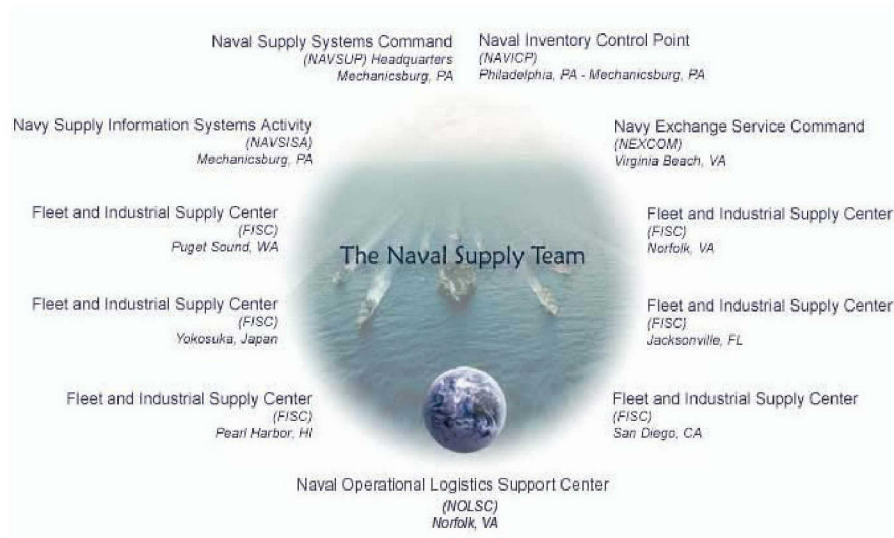 Naval Supply Systems Command
(NAVSUP) Headquarters
Mechanicsburg, PA
Naval Inventory Control Point
(NAVICP)
Philadelphia, PA - Mechanicsburg, PA
Navy Supply Information Systems Activity
(NAVSISA)
Mechanicsburg, PA
Navy Exchange Service Command
(NEXCOM)
Virginia Beach, VA
Fleet and Industrial Supply Center
(FISC)
Puget Sound, WA
Fleet and Industrial Supply Center
(FISC)
Norfolk, VA
The Naval Supply Team
Fleet and Industrial Supply Center
(FISC)
Yokosuka, Japan
Fleet and Industrial Supply Center
(FISC)
Jacksonville, FL
Fleet and Industrial Supply Center
(FISC)
Pearl Harbor, HI
Fleet and Industrial Supply Center
(FISC)
San Diego, CA
Naval Operational Logistics Support Center
(NOLSC)
Norfolk, VA